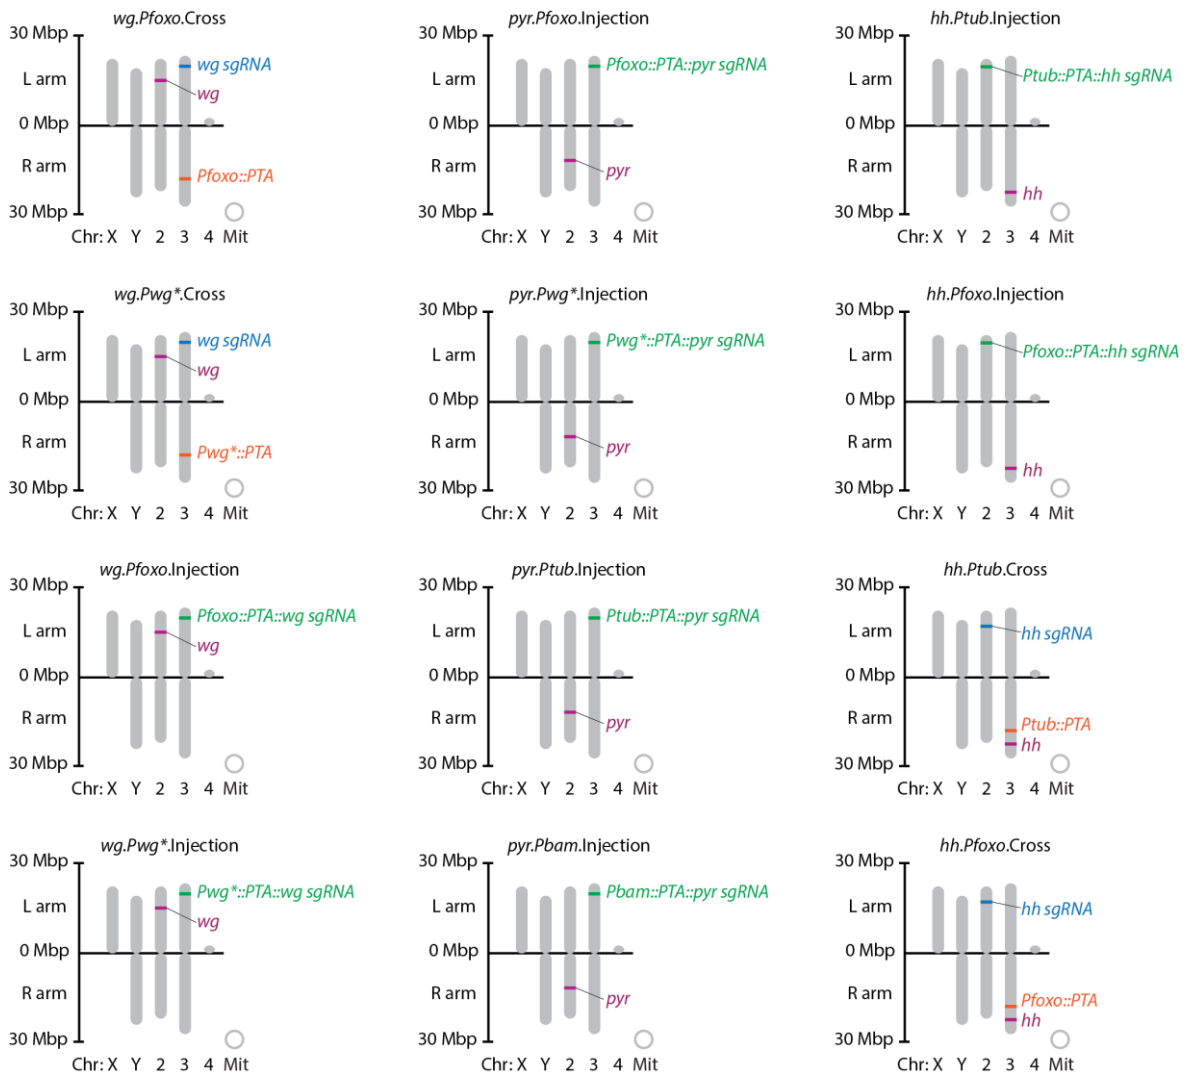 wg.Pfoxo.Cross
30 Mbp
L arm
0 Mbp
R arm
30 Mbp
wg sgRNA
wg
Pfoxo::PTA
Chr: X Y 2 3 4 Mit
pyr.Pfoxo.Injection
30 Mbp
L arm
0 Mbp
R arm
30 Mbp
Pfoxo::PTA::pyr sgRNA
pyr
Chr: X Y 2 3 4 Mit
hh.Ptub.Injection
30 Mbp
L arm
0 Mbp
R arm
30 Mbp
Ptub::PTA::hh sgRNA
hh
Chr: X Y 2 3 4 Mit
wg.Pwg*.Cross
30 Mbp
L arm
0 Mbp
R arm
30 Mbp
wg sgRNA
wg
Pwg*::PTA
Chr: X Y 2 3 4 Mit
pyr.Pwg*.Injection
30 Mbp
L arm
0 Mbp
R arm
30 Mbp
Pwg*::PTA::pyr sgRNA
pyr
Chr: X Y 2 3 4 Mit
hh.Pfoxo.Injection
30 Mbp
L arm
0 Mbp
R arm
30 Mbp
Pfoxo::PTA::hh sgRNA
hh
Chr: X Y 2 3 4 Mit
wg.Pfoxo.Injection
30 Mbp
L arm
0 Mbp
R arm
30 Mbp
Pfoxo::PTA::wg sgRNA
wg
Chr: X Y 2 3 4 Mit
pyr.Ptub.Injection
30 Mbp
L arm
0 Mbp
R arm
30 Mbp
Ptub::PTA::pyr sgRNA
pyr
Chr: X Y 2 3 4 Mit
hh.Ptub.Cross
30 Mbp
L arm
0 Mbp
R arm
30 Mbp
hh sgRNA
Ptub::PTA
hh
Chr: X Y 2 3 4 Mit
wg.Pwg*.Injection
30 Mbp
L arm
0 Mbp
R arm
30 Mbp
Pwg*::PTA::wg sgRNA
wg
Chr: X Y 2 3 4 Mit
pyr.Pbam.Injection
30 Mbp
L arm
0 Mbp
R arm
30 Mbp
Pbam::PTA::pyr sgRNA
pyr
Chr: X Y 2 3 4 Mit
hh.Pfoxo.Cross
30 Mbp
L arm
0 Mbp
R arm
30 Mbp
hh sgRNA
Pfoxo::PTA
hh
Chr: X Y 2 3 4 Mit